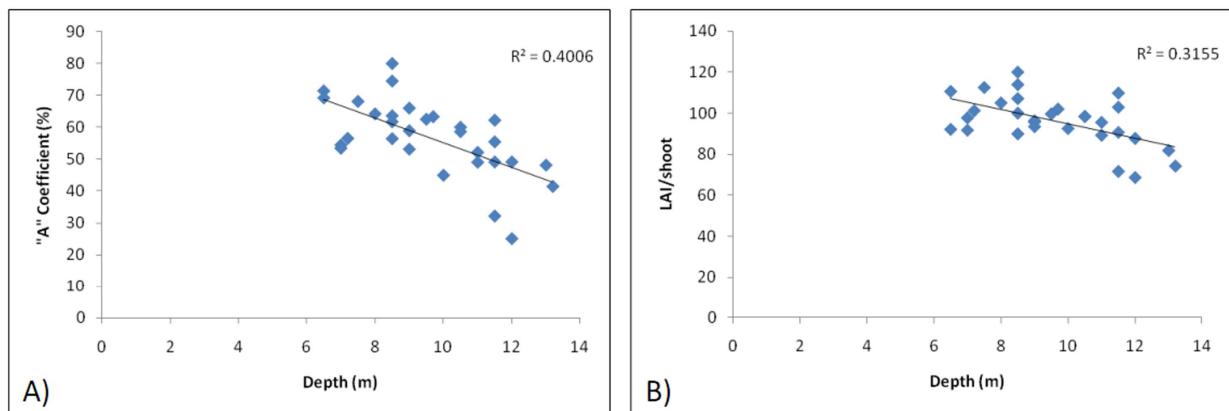 90
80
70
60
50
40
30
20
10
0
"A" Coefficient (%)
R² = 0.4006
0 2 4 6 8 10 12 14
Depth (m)
A)
140
120
100
80
60
40
20
0
LAI/shoot
R² = 0.3155
0 2 4 6 8 10 12 14
Depth (m)
B)